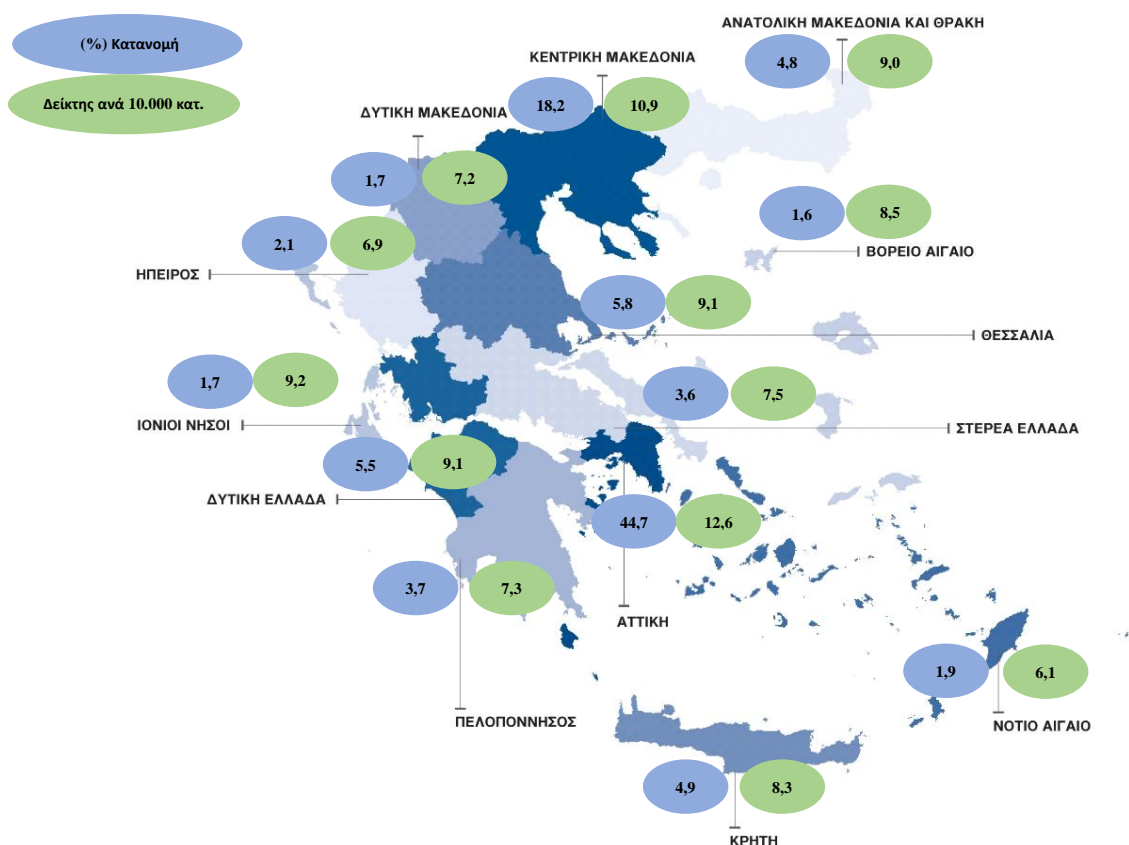 (%) Κατανομή
Δείκτης ανά 10.000 κατ.
ΑΝΑΤΟΛΙΚΗ ΜΑΚΕΔΟΝΙΑ ΚΑΙ ΘΡΑΚΗ
4,8 9,0
ΚΕΝΤΡΙΚΗ ΜΑΚΕΔΟΝΙΑ
18,2 10,9
ΔΥΤΙΚΗ ΜΑΚΕΔΟΝΙΑ
1,7 7,2
1,6 8,5
ΒΟΡΕΙΟ ΑΙΓΑΙΟ
2,1 6,9
ΗΠΕΙΡΟΣ
5,8 9,1
ΘΕΣΣΑΛΙΑ
1,7 9,2
ΙΟΝΙΟΙ ΝΗΣΟΙ
3,6 7,5
ΣΤΕΡΕΑ ΕΛΛΑΔΑ
5,5 9,1
ΔΥΤΙΚΗ ΕΛΛΑΔΑ
44,7 12,6
ΑΤΤΙΚΗ
3,7 7,3
ΠΕΛΟΠΟΝΝΗΣΟΣ
1,9 6,1
ΝΟΤΙΟ ΑΙΓΑΙΟ
4,9 8,3
ΚΡΗΤΗ